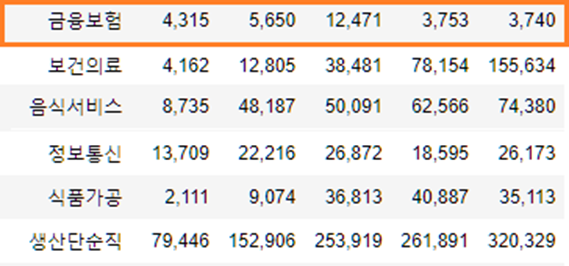 금융보험 4,315 5,650 12,471 3,753 3,740
보건의료 4,162 12,805 38,481 78,154 155,634
음식서비스 8,735 48,187 50,091 62,566 74,380
정보통신 13,709 22,216 26,872 18,595 26,173
식품가공 2,111 9,074 36,813 40,887 35,113
생산단순직 79,446 152,906 253,919 261,891 320,329